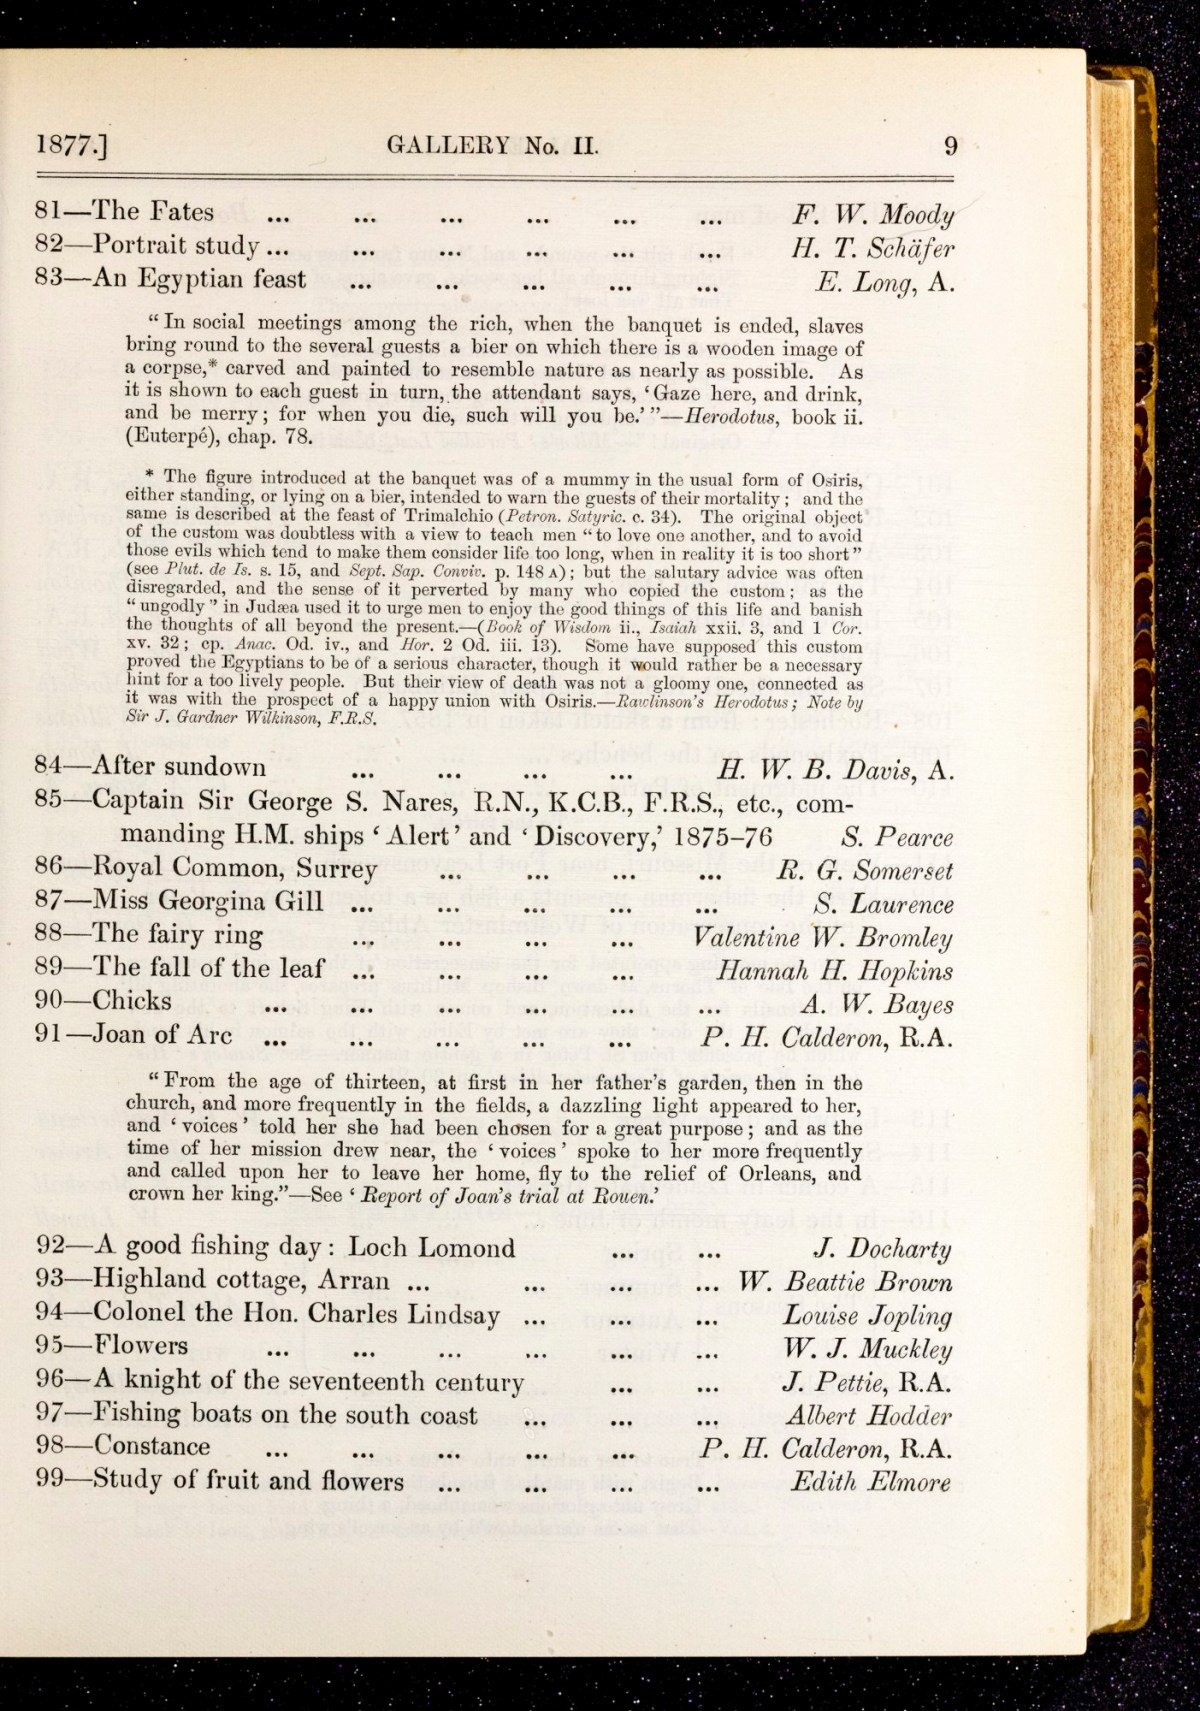 1877.] GALLERY No. II. 9
81—The Fates ... ... ... ... ... ... F. W. Moody
82—Portrait study ... ... ... ... ... ... H. T. Schäfer
83—An Egyptian feast ... ... ... ... ... E. Long, A.
“In social meetings among the rich, when the banquet is ended, slaves
bring round to the several guests a bier on which there is a wooden image of
a corpse,* carved and painted to resemble nature as nearly as possible. As
it is shown to each guest in turn, the attendant says, ‘Gaze here, and drink,
and be merry; for when you die, such will you be.’”—Herodotus, book ii.
(Euterpé), chap. 78.
* The figure introduced at the banquet was of a mummy in the usual form of Osiris,
either standing, or lying on a bier, intended to warn the guests of their mortality; and the
same is described at the feast of Trimalchio (Petron. Satyric. c. 34). The original object
of the custom was doubtless with a view to teach men “to love one another, and to avoid
those evils which tend to make them consider life too long, when in reality it is too short”
(see Plut. de Is. s. 15, and Sept. Sap. Conviv. p. 148 A); but the salutary advice was often
disregarded, and the sense of it perverted by many who copied the custom; as the
“ungodly” in Judæa used it to urge men to enjoy the good things of this life and banish
the thoughts of all beyond the present.—(Book of Wisdom ii., Isaiah xxii. 3, and 1 Cor.
xv. 32; cp. Anac. Od. iv., and Hor. 2 Od. iii. 13). Some have supposed this custom
proved the Egyptians to be of a serious character, though it would rather be a necessary
hint for a too lively people. But their view of death was not a gloomy one, connected as
it was with the prospect of a happy union with Osiris.—Rawlinson's Herodotus; Note by
Sir J. Gardner Wilkinson, F.R.S.
84—After sundown ... ... ... ... H. W. B. Davis, A.
85—Captain Sir George S. Nares, R.N., K.C.B., F.R.S., etc., com-
manding H.M. ships ‘Alert’ and ‘Discovery,’ 1875–76 S. Pearce
86—Royal Common, Surrey ... ... ... ... R. G. Somerset
87—Miss Georgina Gill ... ... ... ... ... S. Laurence
88—The fairy ring ... ... ... ... Valentine W. Bromley
89—The fall of the leaf ... ... ... ... Hannah H. Hopkins
90—Chicks ... ... ... ... ... ... A. W. Bayes
91—Joan of Arc ... ... ... ... ... P. H. Calderon, R.A.
“From the age of thirteen, at first in her father's garden, then in the
church, and more frequently in the fields, a dazzling light appeared to her,
and ‘voices’ told her she had been chosen for a great purpose; and as the
time of her mission drew near, the ‘voices’ spoke to her more frequently
and called upon her to leave her home, fly to the relief of Orleans, and
crown her king.”—See ‘Report of Joan's trial at Rouen.’
92—A good fishing day: Loch Lomond ... ... J. Docharty
93—Highland cottage, Arran ... ... ... ... W. Beattie Brown
94—Colonel the Hon. Charles Lindsay ... ... ... Louise Jopling
95—Flowers ... ... ... ... ... ... W. J. Muckley
96—A knight of the seventeenth century ... ... J. Pettie, R.A.
97—Fishing boats on the south coast ... ... ... Albert Hodder
98—Constance ... ... ... ... ... P. H. Calderon, R.A.
99—Study of fruit and flowers ... ... ... ... Edith Elmore